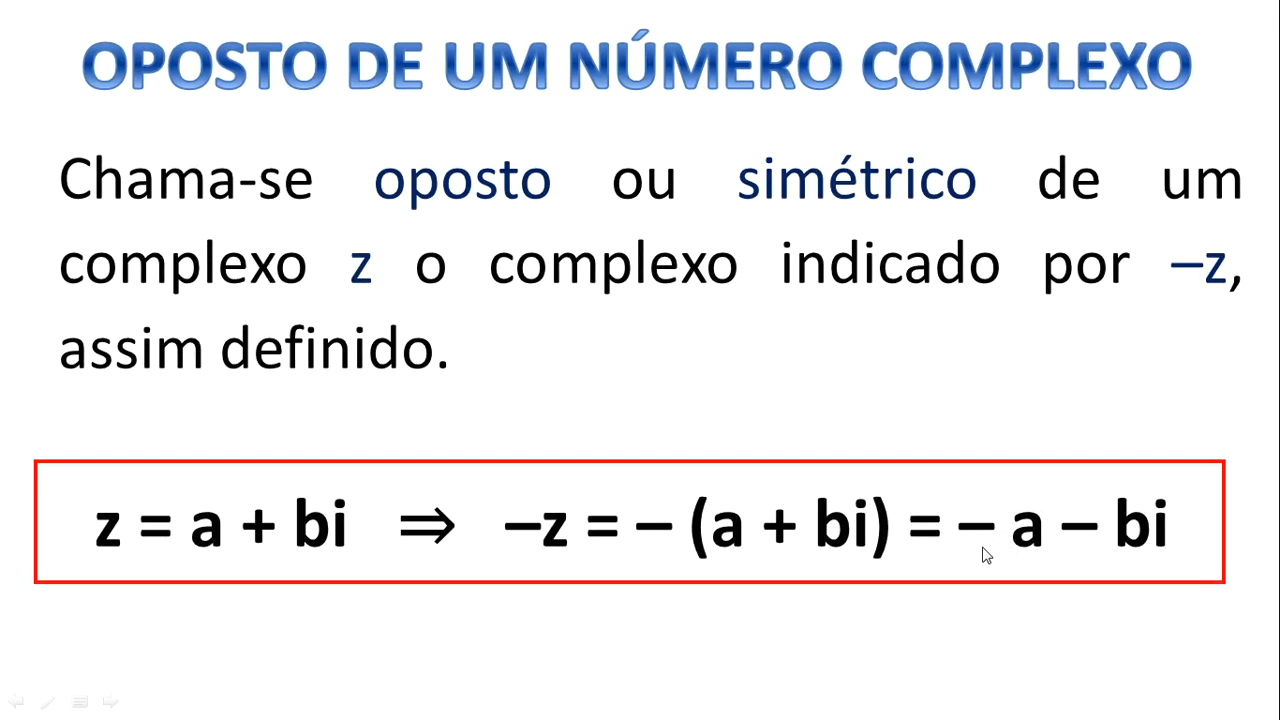 OPOSTO DE UM NÚMERO COMPLEXO
Chama-se oposto ou simétrico de um
complexo z o complexo indicado por –z,
assim definido.
z = a + bi ⇒ –z = – (a + bi) = – a – bi